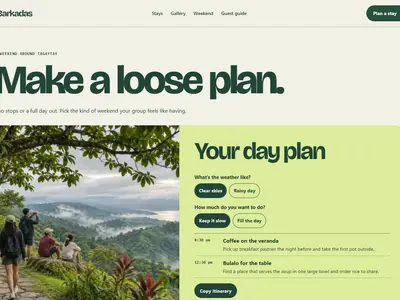 Barkadas
Stays Gallery Weekend Guest guide
Plan a stay
WEEKEND AROUND TAGAYTAY
Make a loose plan.
stops or a full day out. Pick the kind of weekend your group feels like having.
Your day plan
What's the weather like?
Clear skies Rainy day
How much do you want to do?
Keep it slow Fill the day
Coffee on the veranda
Pick up breakfast pastries the night before and take the first pot outside.
12:30 pm Bulalo for the table
Find a place that serves the soup in one large bowl and order rice to share.
Copy itinerary